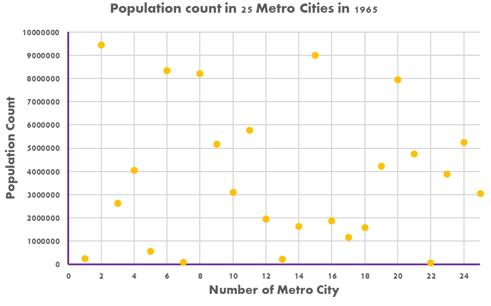 Population count in 25 Metro Cities in 1965
10000000
9000000
8000000
7000000
6000000
5000000
4000000
3000000
2000000
1000000
0
Population Count
0 2 4 6 8 10 12 14 16 18 20 22 24
Number of Metro City